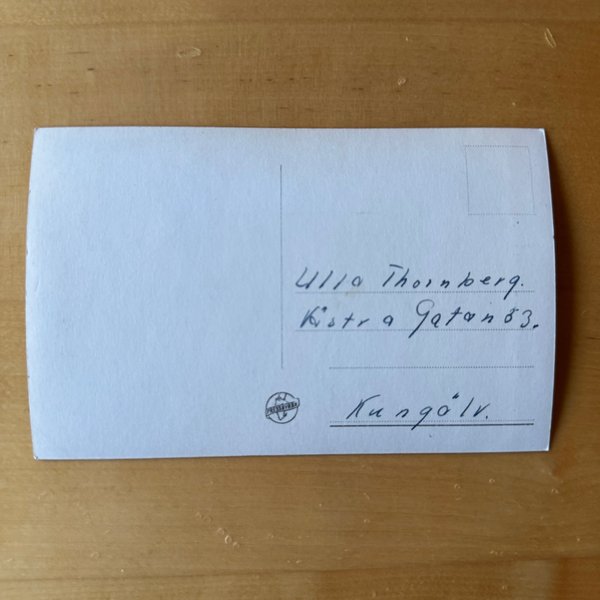 Ulla Thornberg.
Västra Gatan 83.
Kungälv.